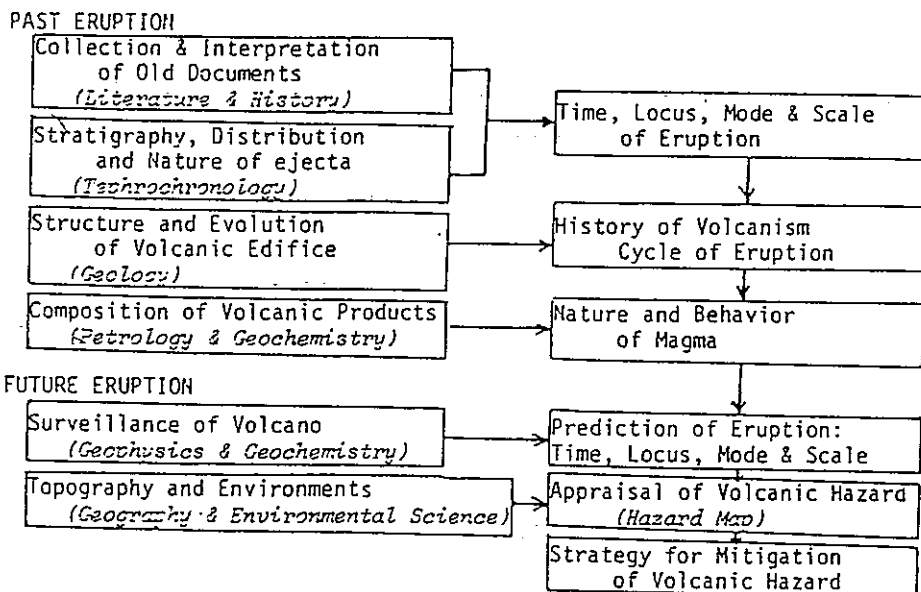 PAST ERUPTION
Collection & Interpretation
of Old Documents
(Literature & History)
Stratigraphy, Distribution
and Nature of ejecta
(Tephrochronology)
Structure and Evolution
of Volcanic Edifice
(Geology)
Composition of Volcanic Products
(Petrology & Geochemistry)
Time, Locus, Mode & Scale
of Eruption
History of Volcanism
Cycle of Eruption
Nature and Behavior
of Magma
FUTURE ERUPTION
Surveillance of Volcano
(Geophysics & Geochemistry)
Topography and Environments
(Geography & Environmental Science)
Prediction of Eruption:
Time, Locus, Mode & Scale
Appraisal of Volcanic Hazard
(Hazard Map)
Strategy for Mitigation
of Volcanic Hazard